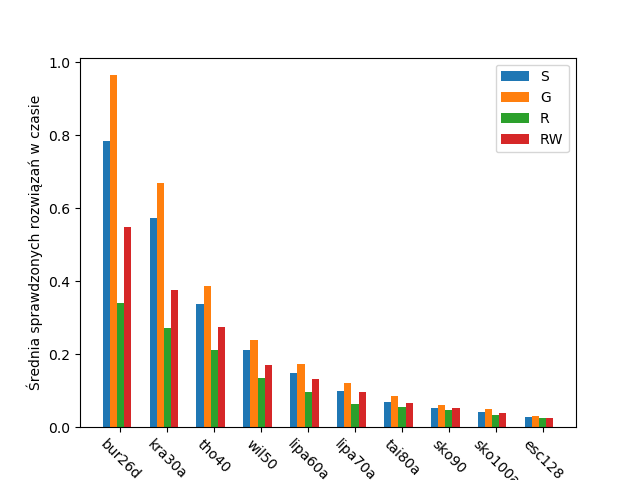 1.0
0.8
0.6
0.4
0.2
0.0
Średnia sprawdzonych rozwiązań w czasie
S
G
R
RW
bur26d
kra30a
tho40
wil50
lipa60a
lipa70a
tai80a
sko90
sko100a
esc128